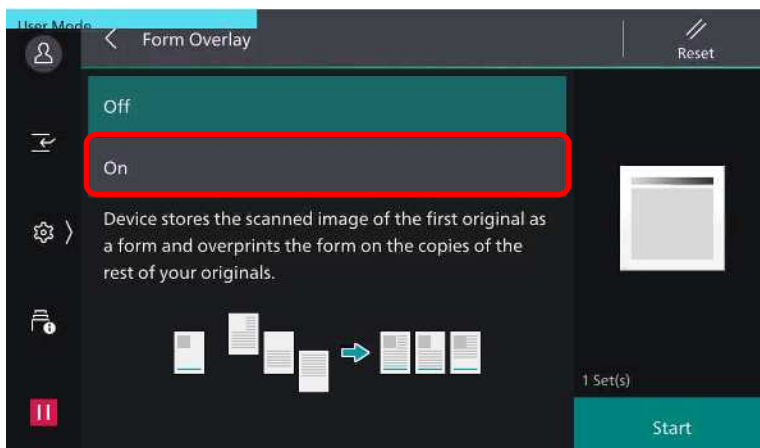 User Mode
Form Overlay
Reset
Off
On
Device stores the scanned image of the first original as
a form and overprints the form on the copies of the
rest of your originals.
1 Set(s)
Start